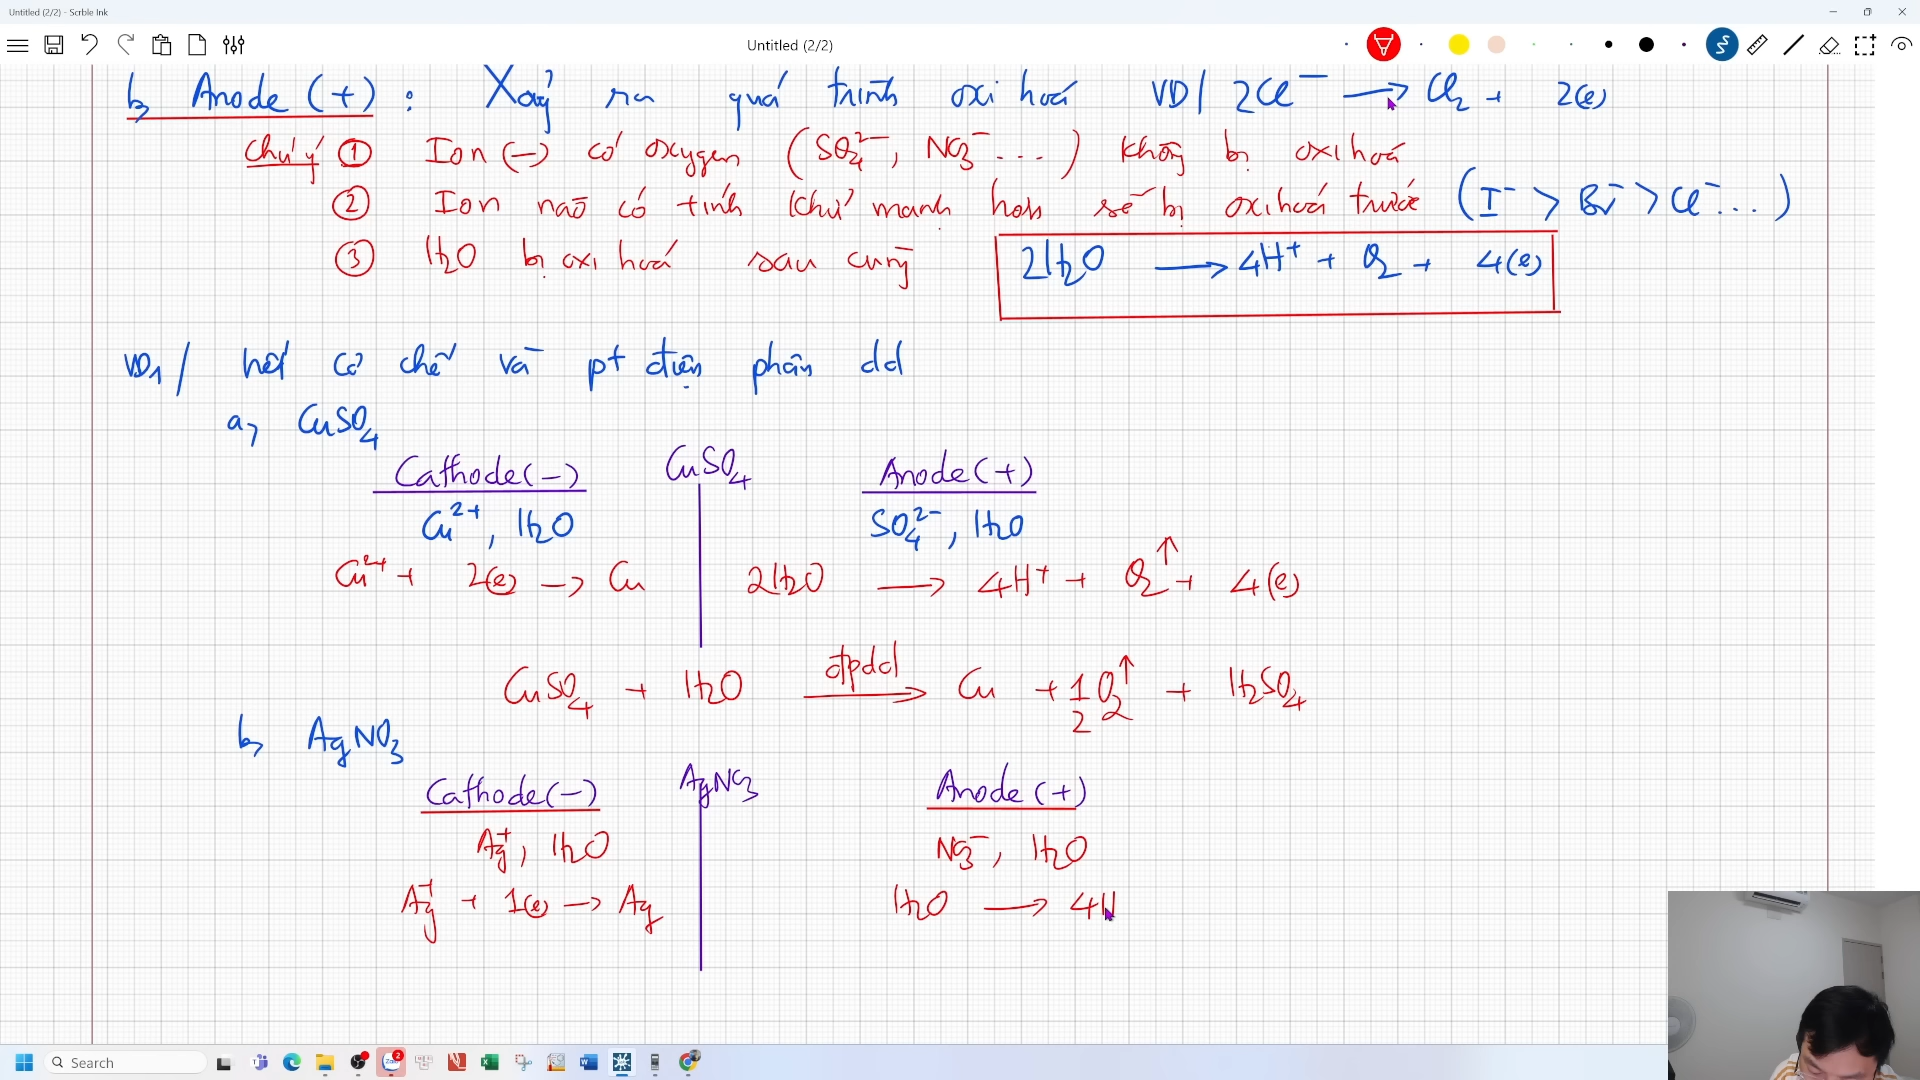 Untitled (2/2) - Scrble Ink
Untitled (2/2)
b, Anode (+) : Xảy ra quá trình oxi hoá VD/ 2Cl⁻ ⟶ Cl₂ + 2(e)
Chú ý ① Ion (-) có oxygen (SO₄²⁻, NO₃⁻ ...) không bị oxi hoá
② Ion nào có tính khử mạnh hơn sẽ bị oxi hoá trước (I⁻ > Br⁻ > Cl⁻ ...)
③ H₂O bị oxi hoá sau cùng 2H₂O ⟶ 4H⁺ + O₂ + 4(e)
VD1/ Viết cơ chế và pt điện phân dd
a, CuSO₄
Cathode(-) CuSO₄ Anode(+)
Cu²⁺, H₂O SO₄²⁻, H₂O
Cu²⁺ + 2(e) → Cu 2H₂O ⟶ 4H⁺ + O₂↑ + 4(e)
CuSO₄ + H₂O đpdd ⟶ Cu + 1/2 O₂↑ + H₂SO₄
b, AgNO₃
Cathode(-) AgNO₃ Anode(+)
Ag⁺, H₂O NO₃⁻, H₂O
Ag⁺ + 1(e) → Ag H₂O ⟶ 4H
Search